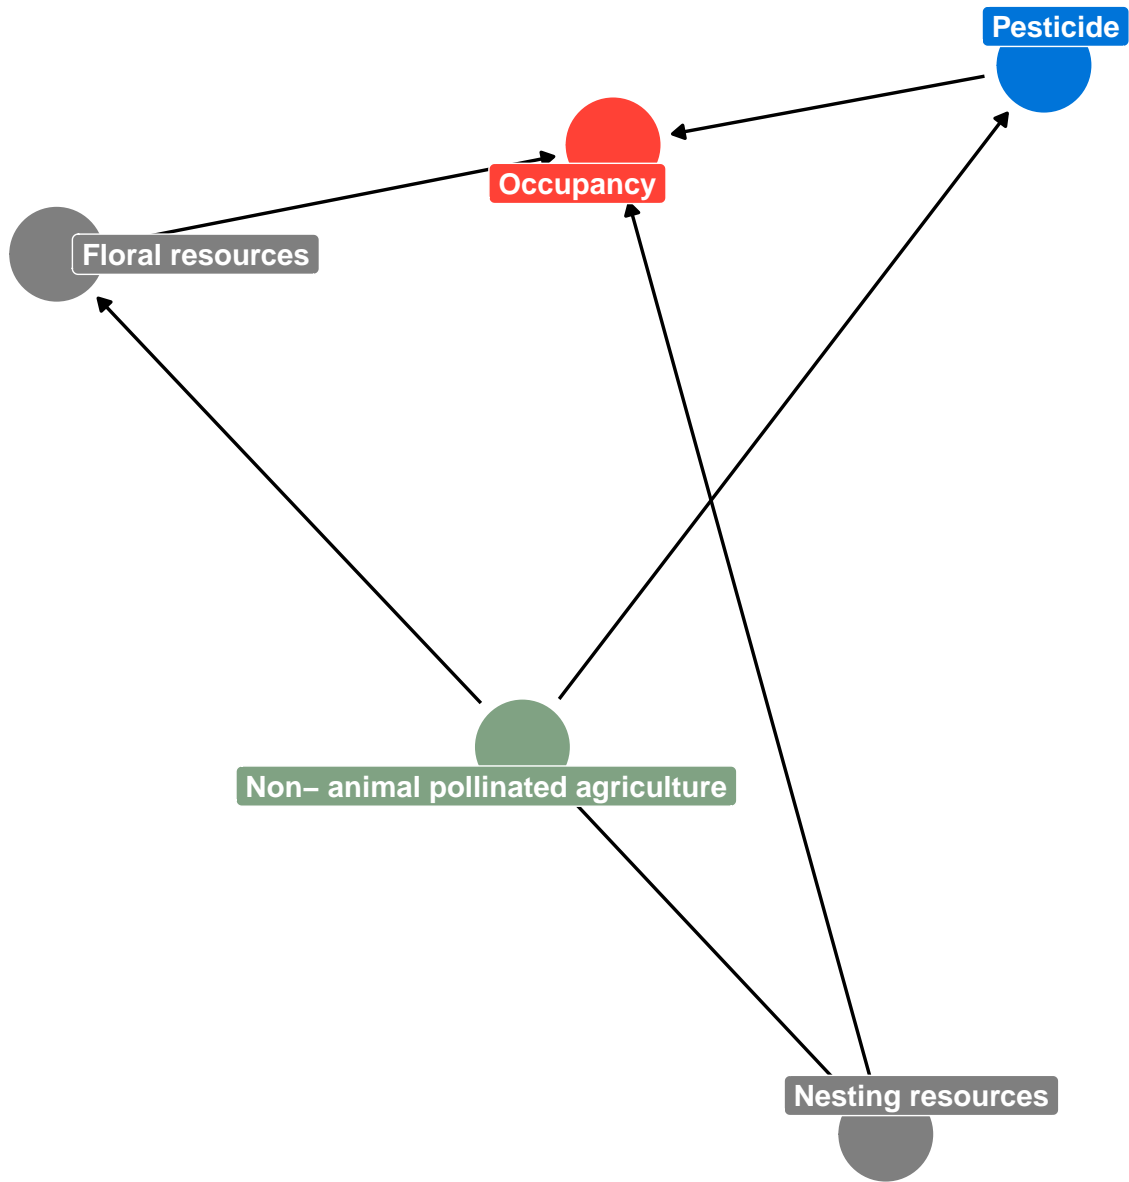 Pesticide
Occupancy
Floral resources
Non− animal pollinated agriculture
Nesting resources